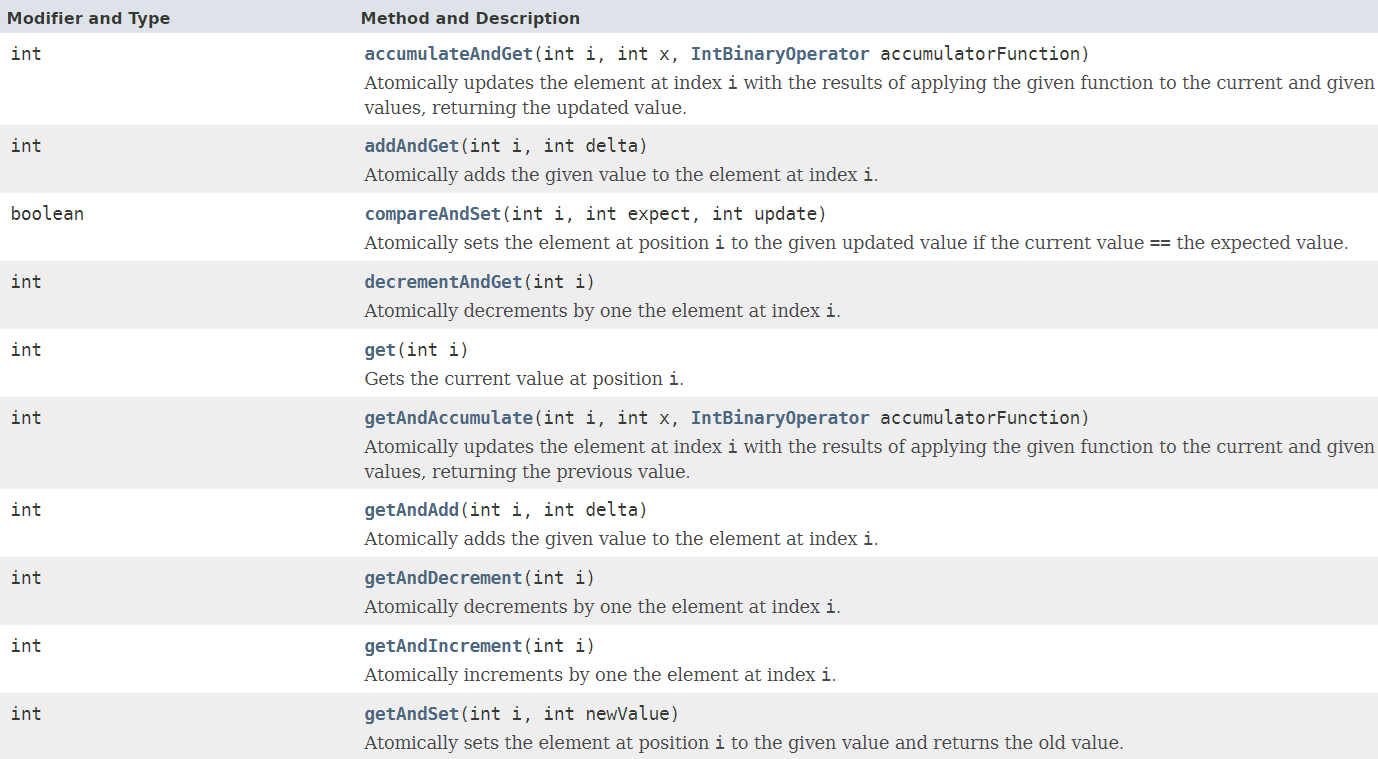 Modifier and Type Method and Description
int accumulateAndGet(int i, int x, IntBinaryOperator accumulatorFunction)
Atomically updates the element at index i with the results of applying the given function to the current and given
values, returning the updated value.
int addAndGet(int i, int delta)
Atomically adds the given value to the element at index i.
boolean compareAndSet(int i, int expect, int update)
Atomically sets the element at position i to the given updated value if the current value == the expected value.
int decrementAndGet(int i)
Atomically decrements by one the element at index i.
int get(int i)
Gets the current value at position i.
int getAndAccumulate(int i, int x, IntBinaryOperator accumulatorFunction)
Atomically updates the element at index i with the results of applying the given function to the current and given
values, returning the previous value.
int getAndAdd(int i, int delta)
Atomically adds the given value to the element at index i.
int getAndDecrement(int i)
Atomically decrements by one the element at index i.
int getAndIncrement(int i)
Atomically increments by one the element at index i.
int getAndSet(int i, int newValue)
Atomically sets the element at position i to the given value and returns the old value.